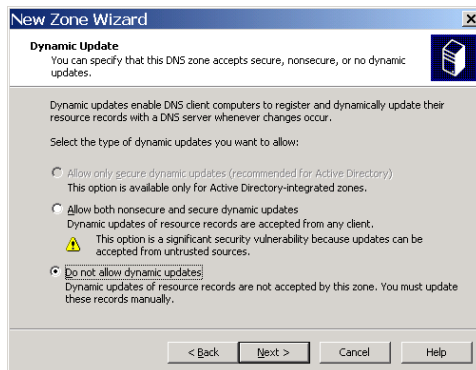 New Zone Wizard
Dynamic Update
You can specify that this DNS zone accepts secure, nonsecure, or no dynamic
updates.
Dynamic updates enable DNS client computers to register and dynamically update their
resource records with a DNS server whenever changes occur.
Select the type of dynamic updates you want to allow:
Allow only secure dynamic updates (recommended for Active Directory)
This option is available only for Active Directory-integrated zones.
Allow both nonsecure and secure dynamic updates
Dynamic updates of resource records are accepted from any client.
This option is a significant security vulnerability because updates can be
accepted from untrusted sources.
Do not allow dynamic updates
Dynamic updates of resource records are not accepted by this zone. You must update
these records manually.
< Back Next > Cancel Help